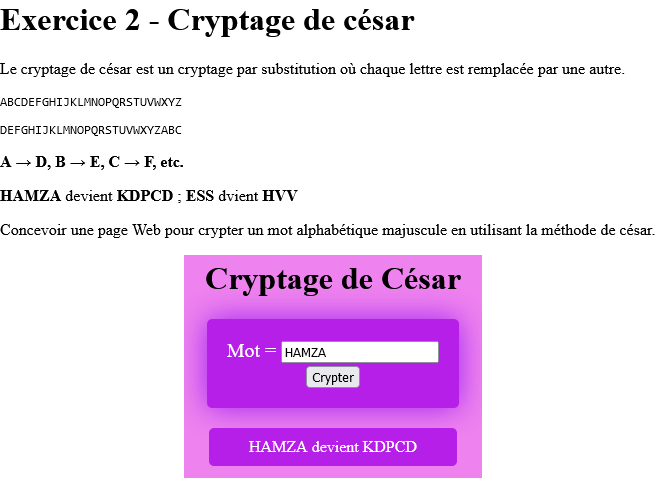 Exercice 2 - Cryptage de césar
Le cryptage de césar est un cryptage par substitution où chaque lettre est remplacée par une autre.
ABCDEFGHIJKLMNOPQRSTUVWXYZ
DEFGHIJKLMNOPQRSTUVWXYZABC
A → D, B → E, C → F, etc.
HAMZA devient KDPCD ; ESS dvient HVV
Concevoir une page Web pour crypter un mot alphabétique majuscule en utilisant la méthode de césar.
Cryptage de César
Mot = HAMZA
Crypter
HAMZA devient KDPCD